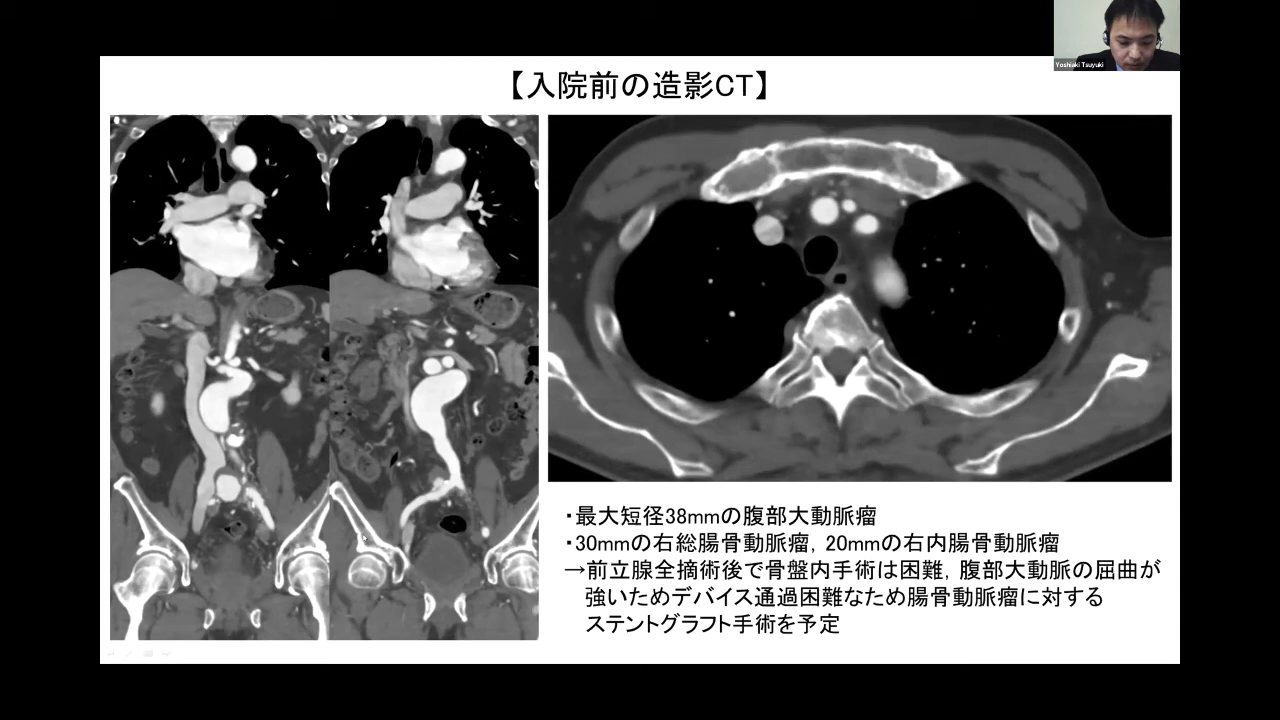 Yoshiaki Tsuyuki
【入院前の造影CT】
・最大短径38mmの腹部大動脈瘤
・30mmの右総腸骨動脈瘤, 20mmの右内腸骨動脈瘤
→前立腺全摘術後で骨盤内手術は困難, 腹部大動脈の屈曲が
強いためデバイス通過困難なため腸骨動脈瘤に対する
ステントグラフト手術を予定